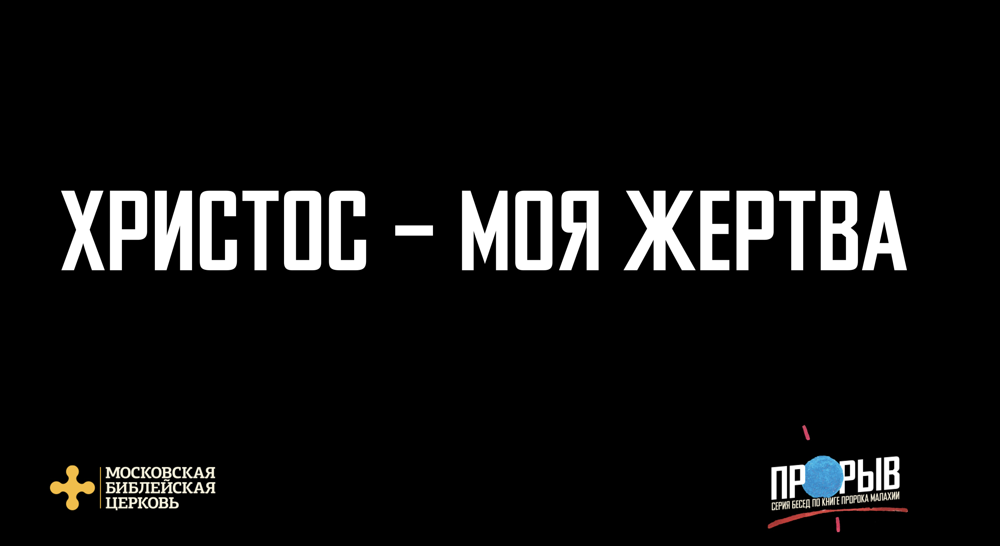 ХРИСТОС – МОЯ ЖЕРТВА
МОСКОВСКАЯ
БИБЛЕЙСКАЯ
ЦЕРКОВЬ
ПРОРЫВ
СЕРИЯ БЕСЕД ПО КНИГЕ ПРОРОКА МАЛАХИИ